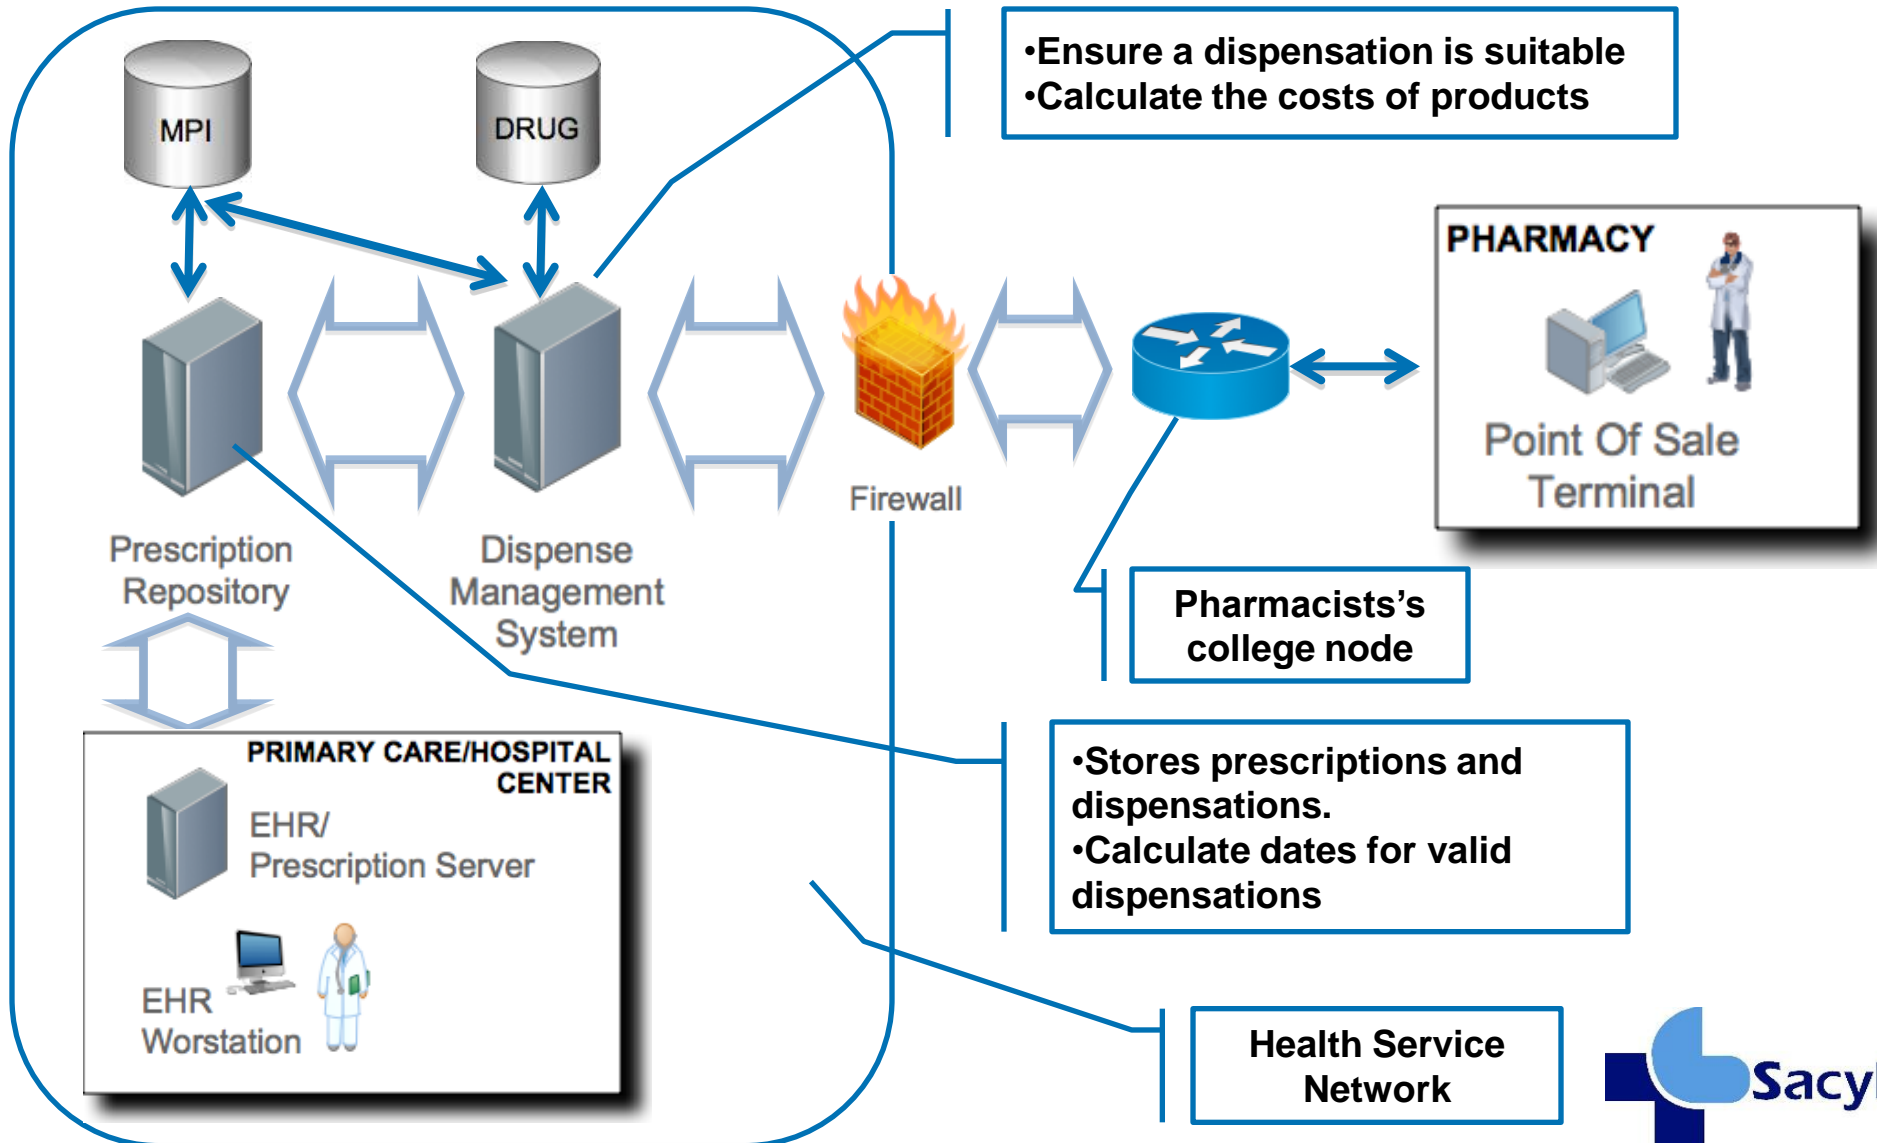 •Ensure a dispensation is suitable
•Calculate the costs of products
MPI
DRUG
PHARMACY
Point Of Sale
Terminal
Firewall
Prescription
Repository
Dispense
Management
System
Pharmacists’s
college node
PRIMARY CARE/HOSPITAL
CENTER
EHR/
Prescription Server
EHR
Worstation
•Stores prescriptions and
dispensations.
•Calculate dates for valid
dispensations
Health Service
Network
Sacyl